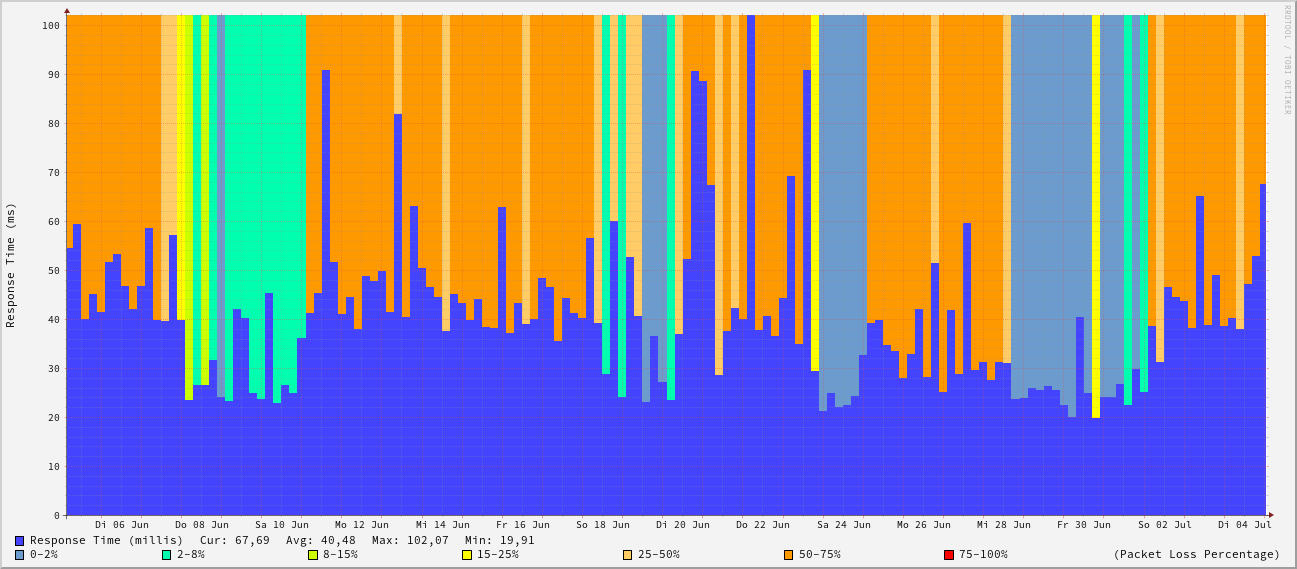 RRDTOOL / TOBI OETIKER
Response Time (ms)
100
90
80
70
60
50
40
30
20
10
0
Di 06 Jun Do 08 Jun Sa 10 Jun Mo 12 Jun Mi 14 Jun Fr 16 Jun So 18 Jun Di 20 Jun Do 22 Jun Sa 24 Jun Mo 26 Jun Mi 28 Jun Fr 30 Jun So 02 Jul Di 04 Jul
Response Time (millis) Cur: 67,69 Avg: 40,48 Max: 102,07 Min: 19,91
0-2% 2-8% 8-15% 15-25% 25-50% 50-75% 75-100% (Packet Loss Percentage)